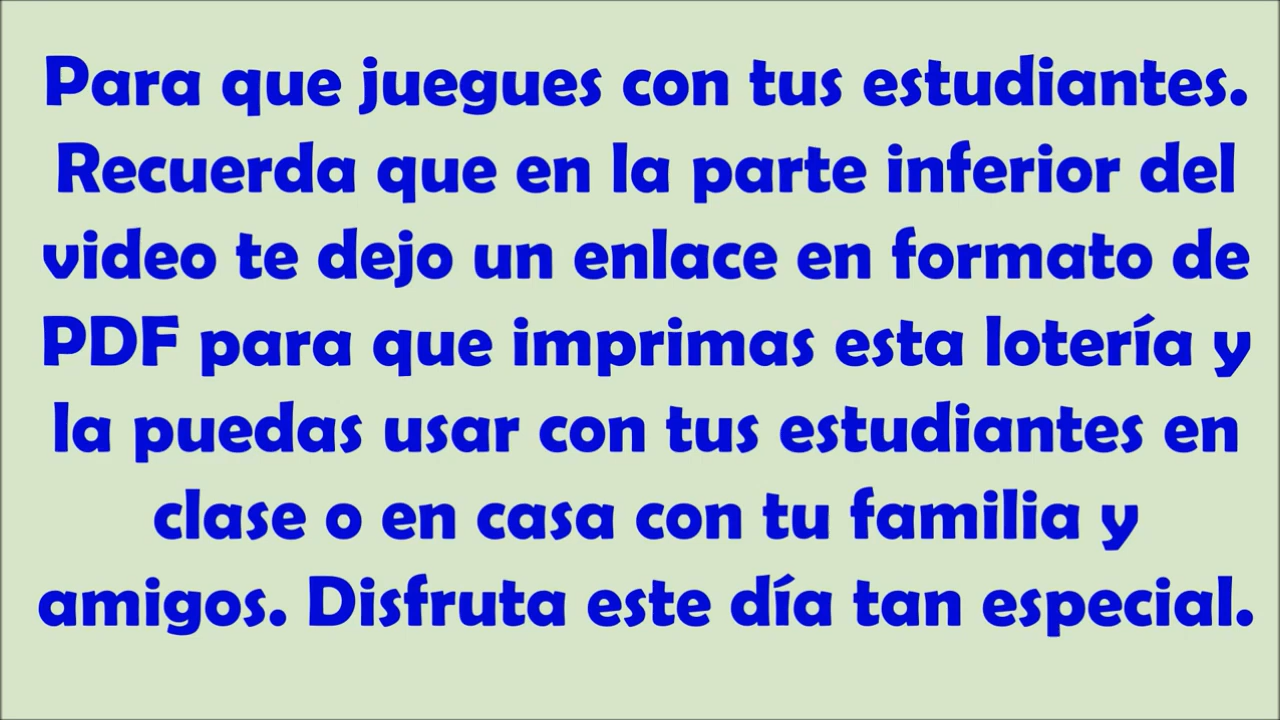 Para que juegues con tus estudiantes.
Recuerda que en la parte inferior del
video te dejo un enlace en formato de
PDF para que imprimas esta lotería y
la puedas usar con tus estudiantes en
clase o en casa con tu familia y
amigos. Disfruta este día tan especial.